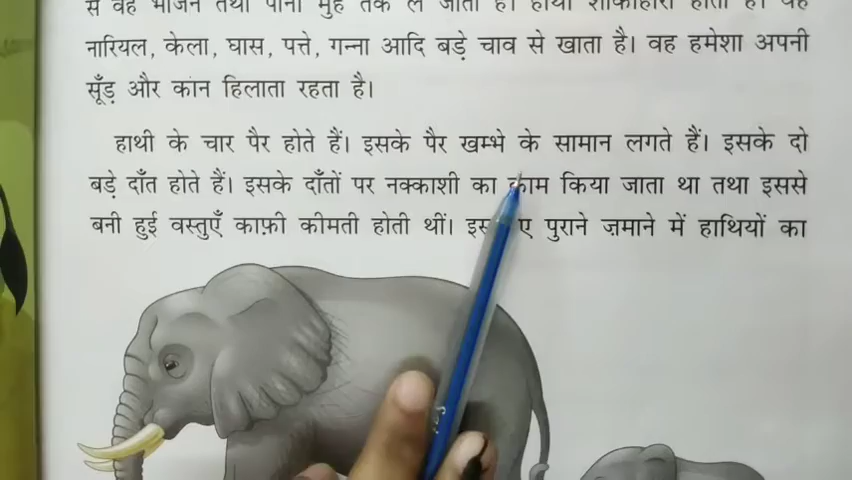 से वह भोजन तथा पानी मुँह तक ले जाता है। हाथी शाकाहारी होता है। यह
नारियल, केला, घास, पत्ते, गन्ना आदि बड़े चाव से खाता है। वह हमेशा अपनी
सूँड़ और कान हिलाता रहता है।
हाथी के चार पैर होते हैं। इसके पैर खम्भे के सामान लगते हैं। इसके दो
बड़े दाँत होते हैं। इसके दाँतों पर नक्काशी का काम किया जाता था तथा इससे
बनी हुई वस्तुएँ काफ़ी कीमती होती थीं। पुराने ज़माने में हाथियों का